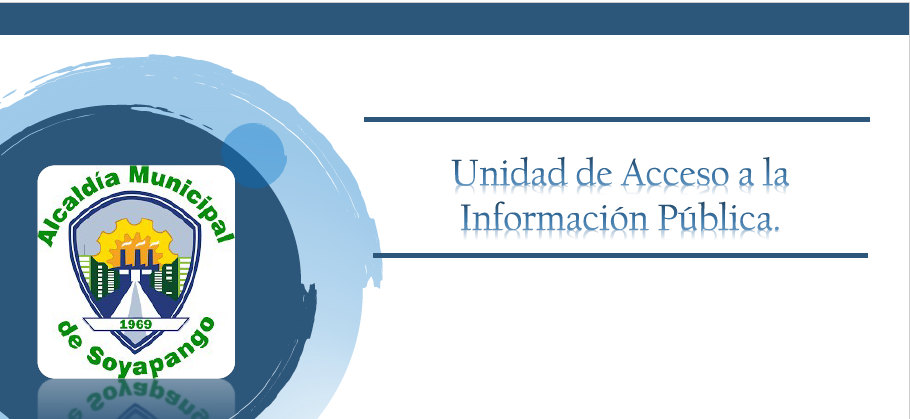 Unidad de Acceso a la
Información Pública.
Alcaldía Municipal
1969
de Soyapango